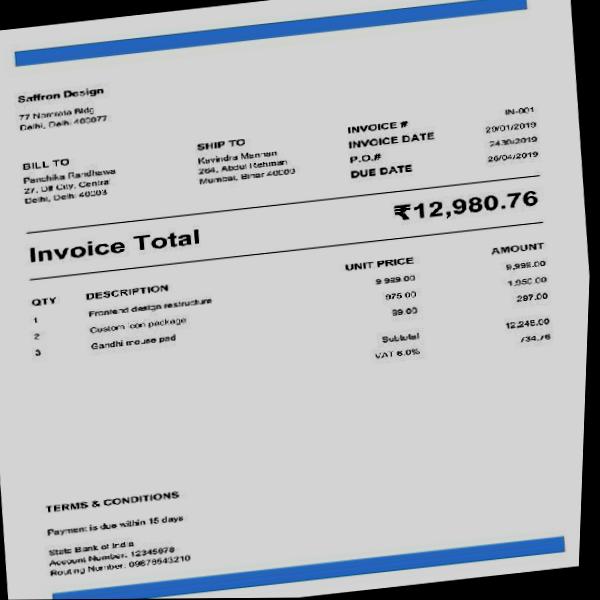 Saffron Design
77 Namrata Bldg
Delhi, Delhi 400077
BILL TO
Panchika Randhawa
27, Dlf City, Central
Delhi, Delhi 40003
SHIP TO
Kavindra Mannan
264, Abdul Rehman
Mumbai, Bihar 40009
INVOICE # IN-001
INVOICE DATE 29/01/2019
P.O.# 2430/2019
DUE DATE 26/04/2019
Invoice Total ₹12,980.76
QTY DESCRIPTION UNIT PRICE AMOUNT
1 Frontend design restructure 9,999.00 9,999.00
2 Custom icon package 975.00 1,950.00
3 Gandhi mouse pad 99.00 297.00
Subtotal 12,246.00
VAT 6.0% 734.76
TERMS & CONDITIONS
Payment is due within 15 days
State Bank of India
Account Number: 12345678
Routing Number: 09876543210